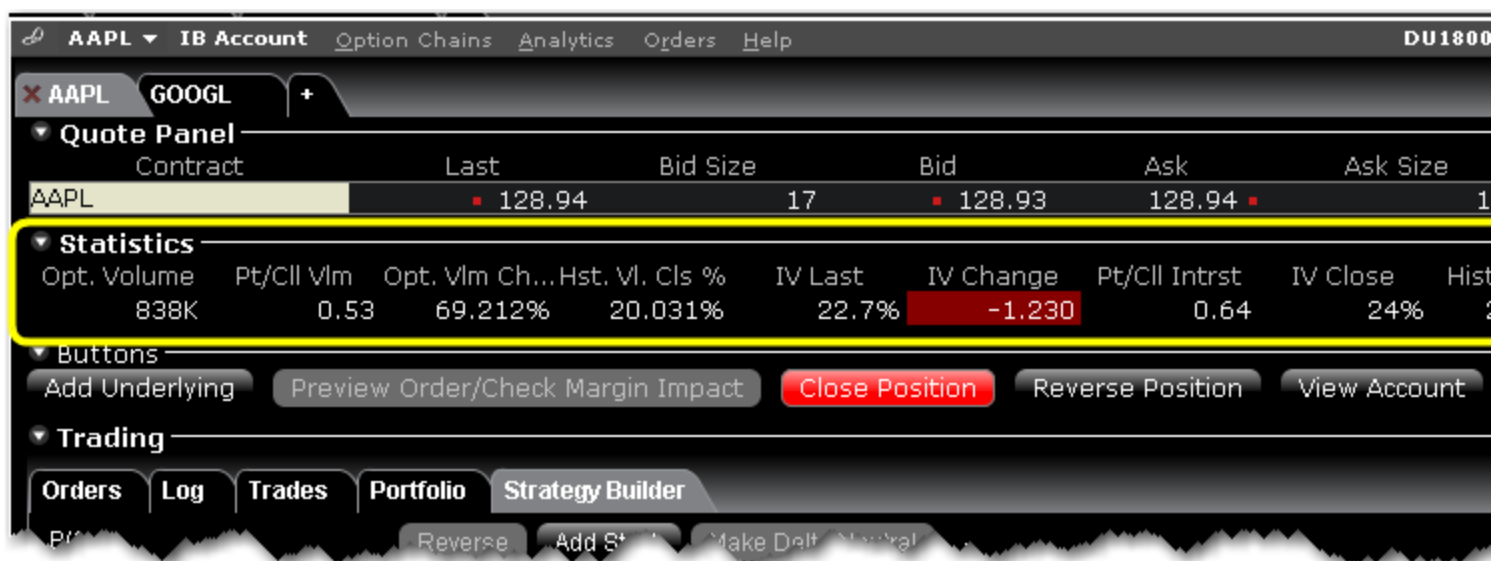 AAPL IB Account Option Chains Analytics Orders Help DU1800
AAPL GOOGL +
Quote Panel
Contract Last Bid Size Bid Ask Ask Size
AAPL 128.94 17 128.93 128.94 1
Statistics
Opt. Volume Pt/Cll Vlm Opt. Vlm Ch... Hst. Vl. Cls % IV Last IV Change Pt/Cll Intrst IV Close Hist
838K 0.53 69.212% 20.031% 22.7% -1.230 0.64 24%
Buttons
Add Underlying Preview Order/Check Margin Impact Close Position Reverse Position View Account
Trading
Orders Log Trades Portfolio Strategy Builder
Reverse Add Make